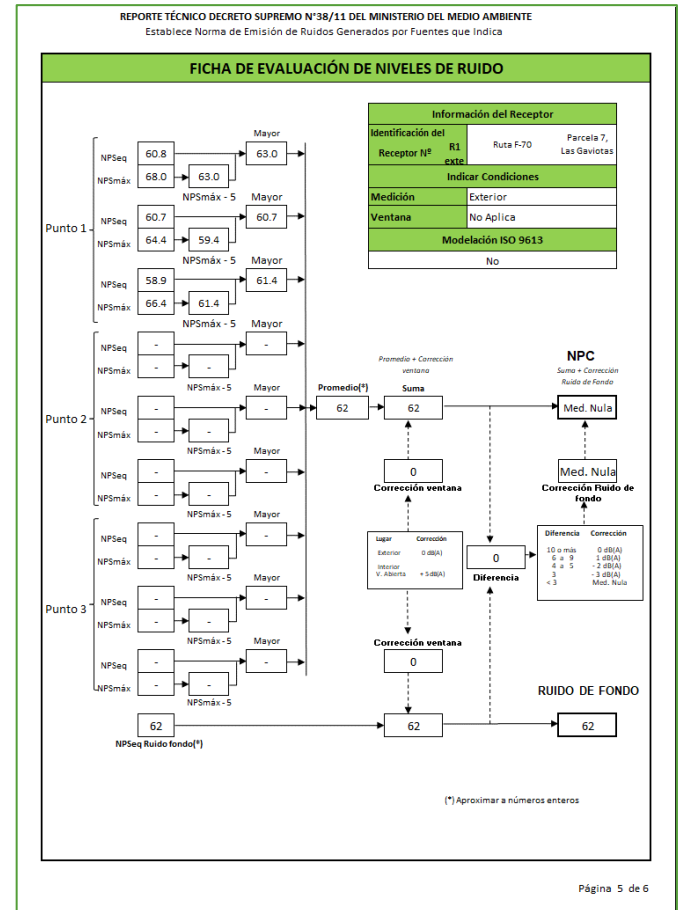 REPORTE TÉCNICO DECRETO SUPREMO N°38/11 DEL MINISTERIO DEL MEDIO AMBIENTE
Establece Norma de Emisión de Ruidos Generados por Fuentes que Indica
FICHA DE EVALUACIÓN DE NIVELES DE RUIDO
Información del Receptor
Identificación del
Receptor Nº R1
exte
Ruta F-70
Parcela 7,
Las Gaviotas
Indicar Condiciones
Medición Exterior
Ventana No Aplica
Modelación ISO 9613
No
Punto 1
Mayor
NPSeq 60.8 63.0
NPSmáx 68.0 63.0
NPSmáx - 5 Mayor
NPSeq 60.7 60.7
NPSmáx 64.4 59.4
NPSmáx - 5 Mayor
NPSeq 58.9 61.4
NPSmáx 66.4 61.4
NPSmáx - 5 Mayor
Punto 2
NPSeq - -
NPSmáx - -
NPSmáx - 5 Mayor
NPSeq - -
NPSmáx - -
NPSmáx - 5 Mayor
NPSeq - -
NPSmáx - -
NPSmáx - 5 Mayor
Punto 3
NPSeq - -
NPSmáx - -
NPSmáx - 5 Mayor
NPSeq - -
NPSmáx - -
NPSmáx - 5 Mayor
NPSeq - -
NPSmáx - -
NPSmáx - 5
62
NPSeq Ruido fondo(*)
Promedio(*)
62
Promedio + Corrección
ventana
Suma
62
0
Corrección ventana
Lugar Corrección
Exterior 0 dB(A)
Interior
V. Abierta + 5 dB(A)
Corrección ventana
0
62
0
Diferencia
NPC
Suma + Corrección
Ruido de Fondo
Med. Nula
Med. Nula
Corrección Ruido de
fondo
Diferencia Corrección
10 o más 0 dB(A)
6 a 9 1 dB(A)
4 a 5 - 2 dB(A)
3 - 3 dB(A)
< 3 Med. Nula
RUIDO DE FONDO
62
(*) Aproximar a números enteros
Página 5 de 6